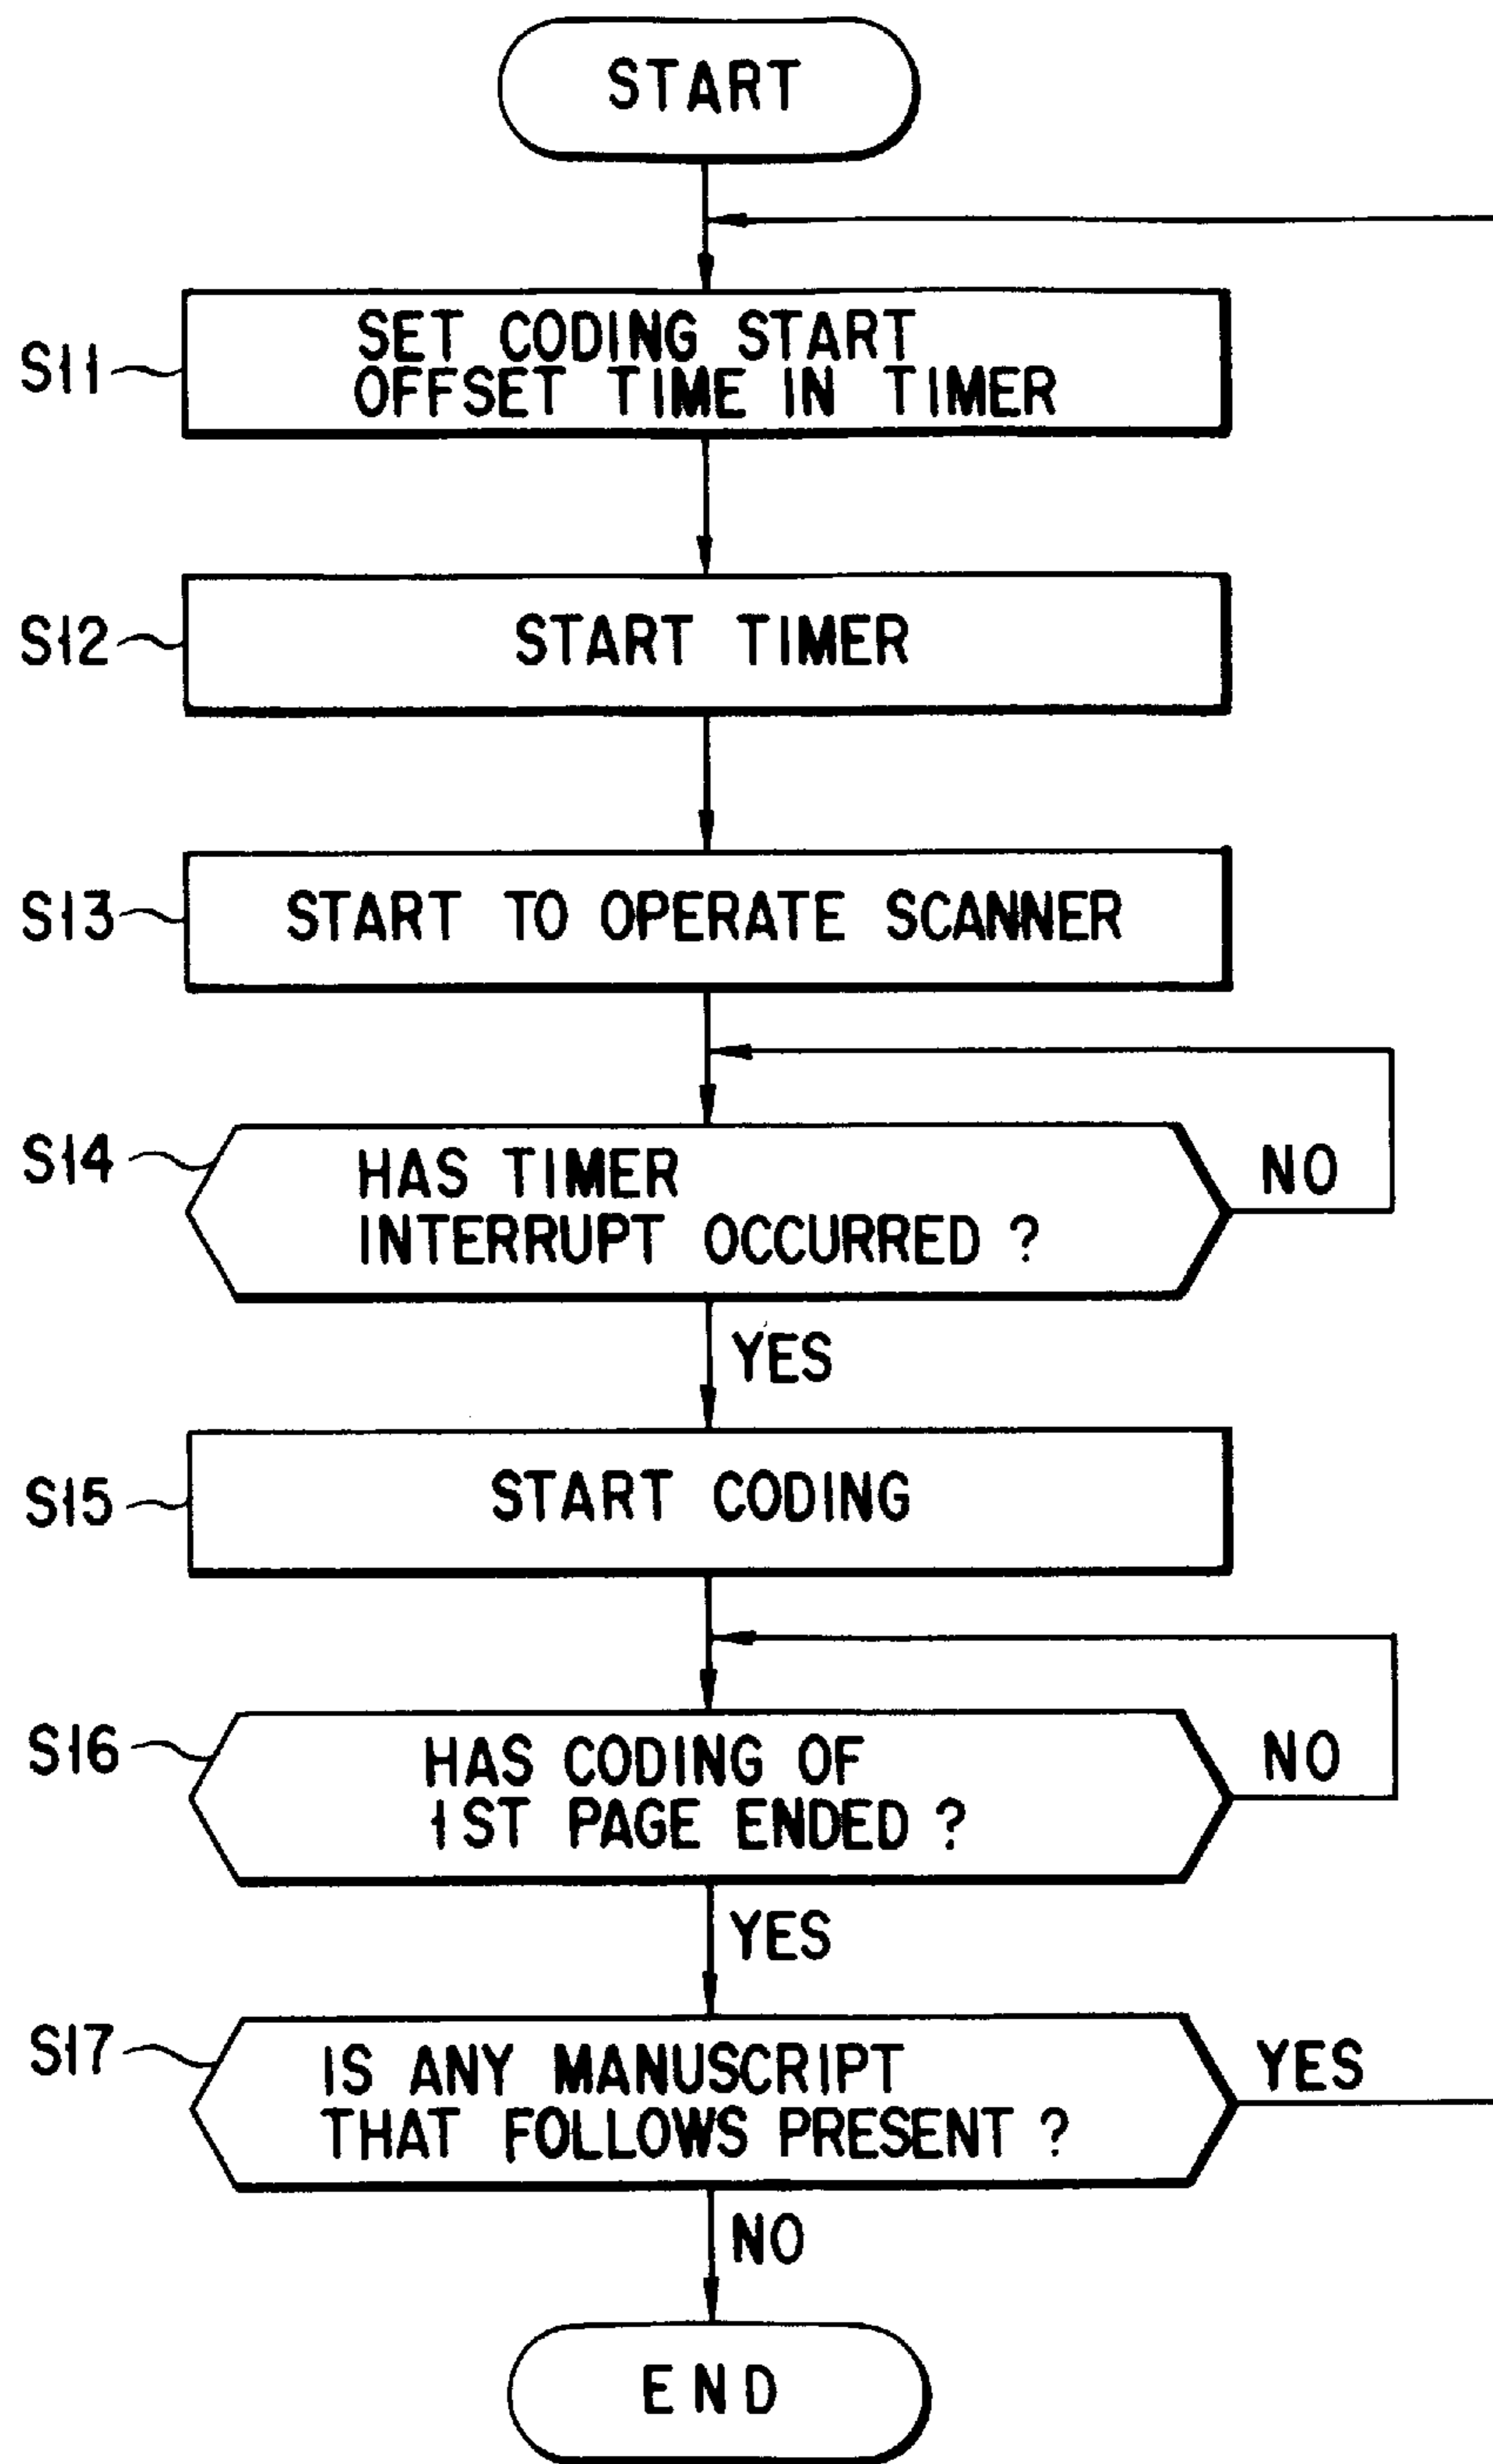 START
S11
SET CODING START
OFFSET TIME IN TIMER
S12
START TIMER
S13
START TO OPERATE SCANNER
S14
HAS TIMER
INTERRUPT OCCURRED ?
NO
YES
S15
START CODING
S16
HAS CODING OF
1ST PAGE ENDED ?
NO
YES
S17
IS ANY MANUSCRIPT
THAT FOLLOWS PRESENT ?
YES
NO
END